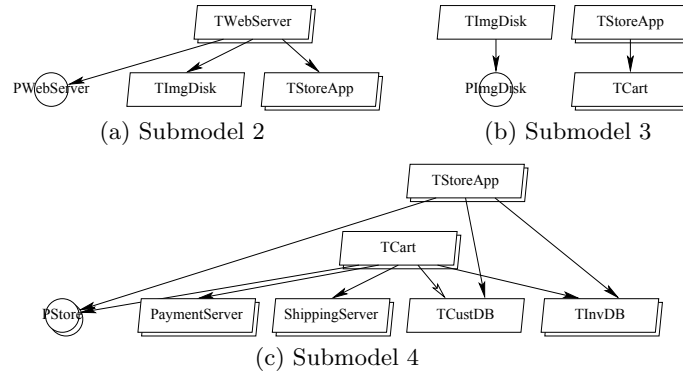 TWebServer
PWebServer
TImgDisk
TStoreApp
(a) Submodel 2
TImgDisk
TStoreApp
PImgDisk
TCart
(b) Submodel 3
TStoreApp
TCart
PStore
PaymentServer
ShippingServer
TCustDB
TInvDB
(c) Submodel 4